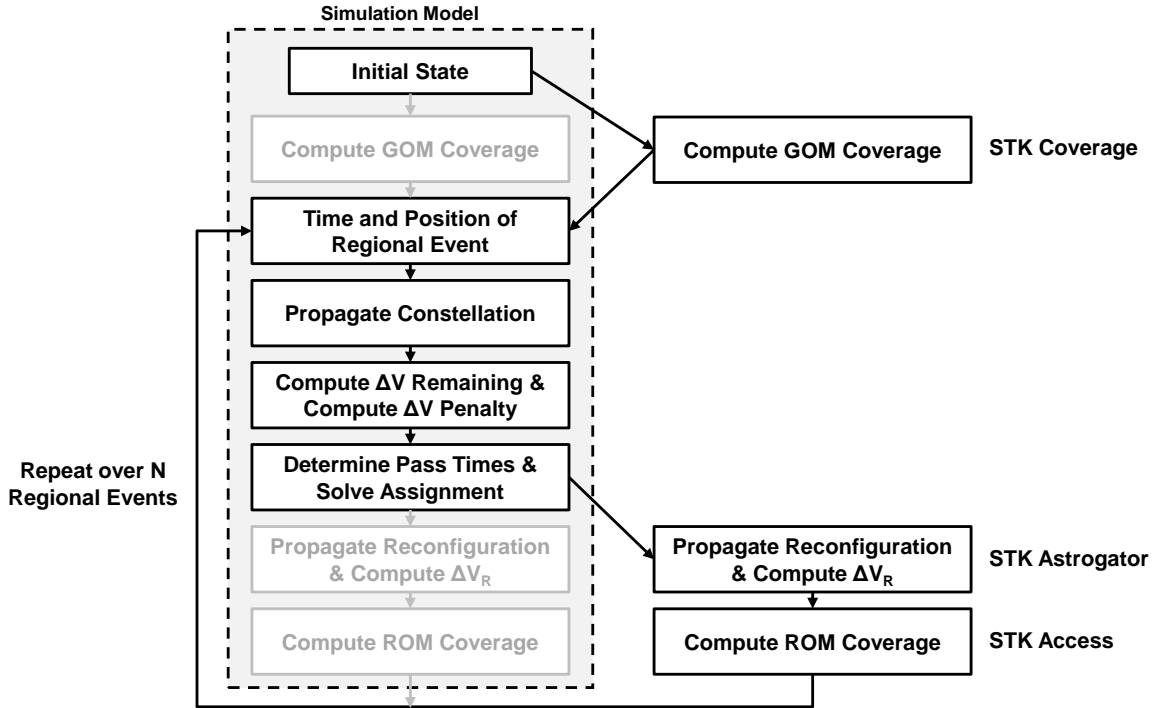 Simulation Model
Initial State
Compute GOM Coverage
Compute GOM Coverage
STK Coverage
Time and Position of
Regional Event
Propagate Constellation
Compute ΔV Remaining &
Compute ΔV Penalty
Determine Pass Times &
Solve Assignment
Repeat over N
Regional Events
Propagate Reconfiguration
& Compute ΔVR
Propagate Reconfiguration
& Compute ΔVR
STK Astrogator
Compute ROM Coverage
Compute ROM Coverage
STK Access